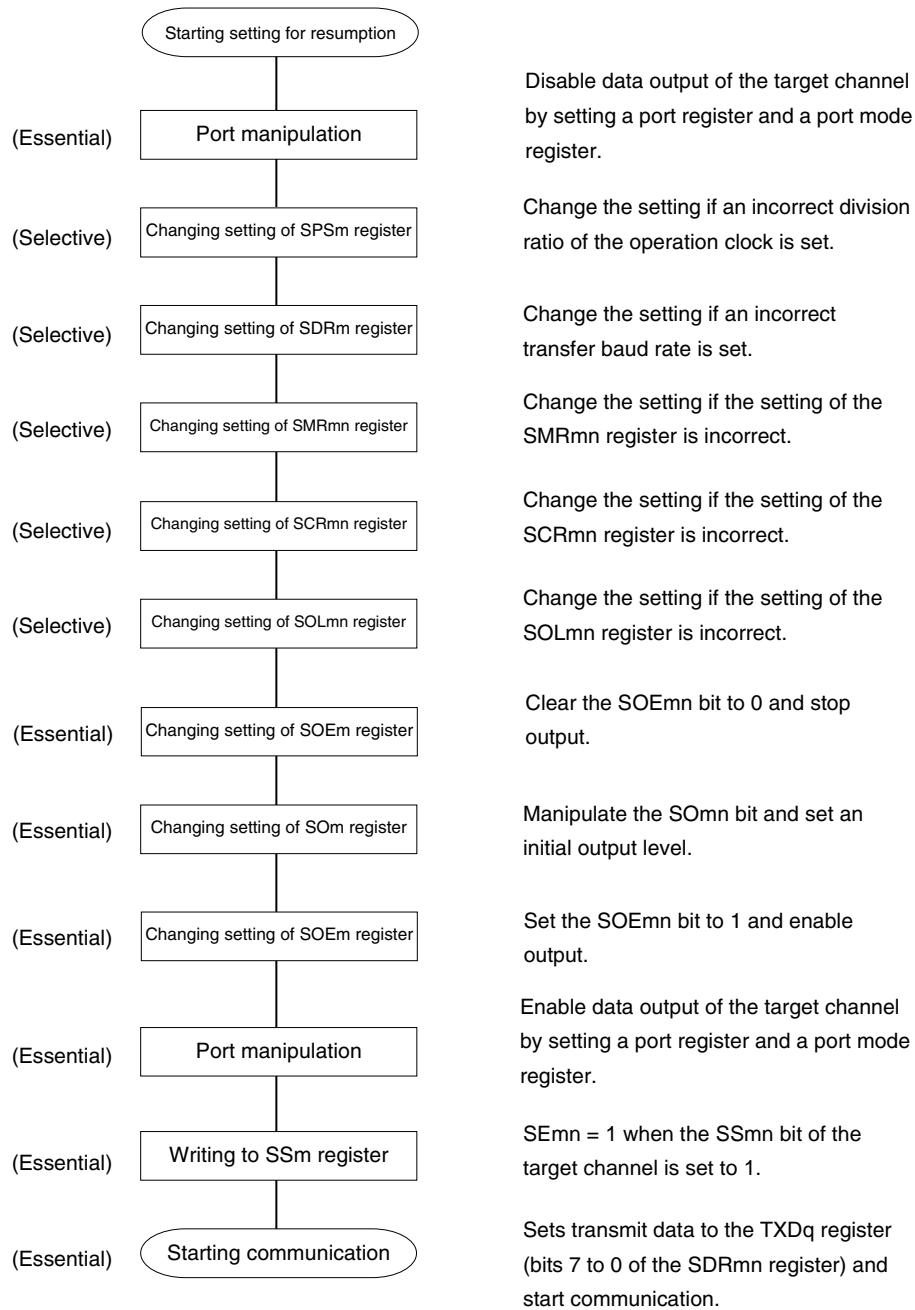 Starting setting for resumption
(Essential)
Port manipulation
Disable data output of the target channel
by setting a port register and a port mode
register.
(Selective)
Changing setting of SPSm register
Change the setting if an incorrect division
ratio of the operation clock is set.
(Selective)
Changing setting of SDRm register
Change the setting if an incorrect
transfer baud rate is set.
(Selective)
Changing setting of SMRmn register
Change the setting if the setting of the
SMRmn register is incorrect.
(Selective)
Changing setting of SCRmn register
Change the setting if the setting of the
SCRmn register is incorrect.
(Selective)
Changing setting of SOLmn register
Change the setting if the setting of the
SOLmn register is incorrect.
(Essential)
Changing setting of SOEm register
Clear the SOEmn bit to 0 and stop
output.
(Essential)
Changing setting of SOm register
Manipulate the SOmn bit and set an
initial output level.
(Essential)
Changing setting of SOEm register
Set the SOEmn bit to 1 and enable
output.
(Essential)
Port manipulation
Enable data output of the target channel
by setting a port register and a port mode
register.
(Essential)
Writing to SSm register
SEmn = 1 when the SSmn bit of the
target channel is set to 1.
(Essential)
Starting communication
Sets transmit data to the TXDq register
(bits 7 to 0 of the SDRmn register) and
start communication.